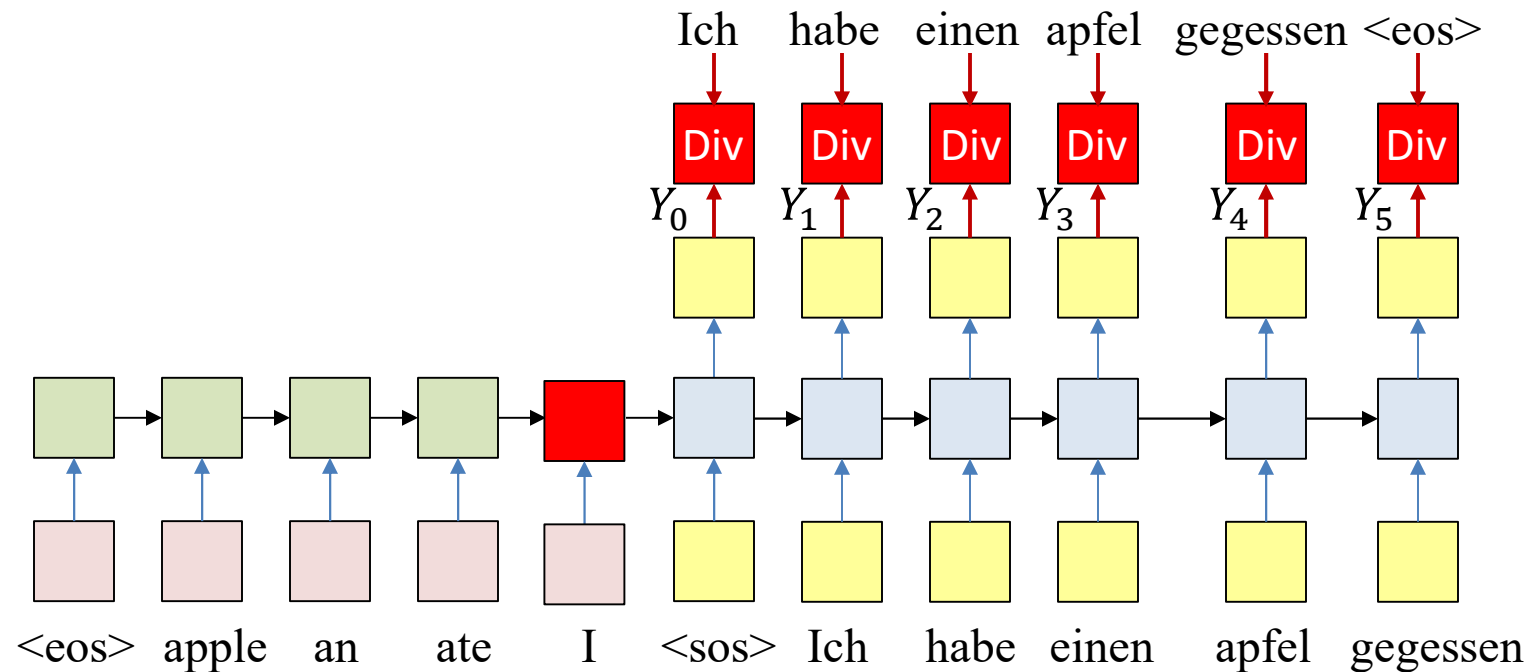 Ich habe einen apfel gegessen <eos>
Div Div Div Div Div Div
Y₀ Y₁ Y₂ Y₃ Y₄ Y₅
<eos> apple an ate I <sos> Ich habe einen apfel gegessen